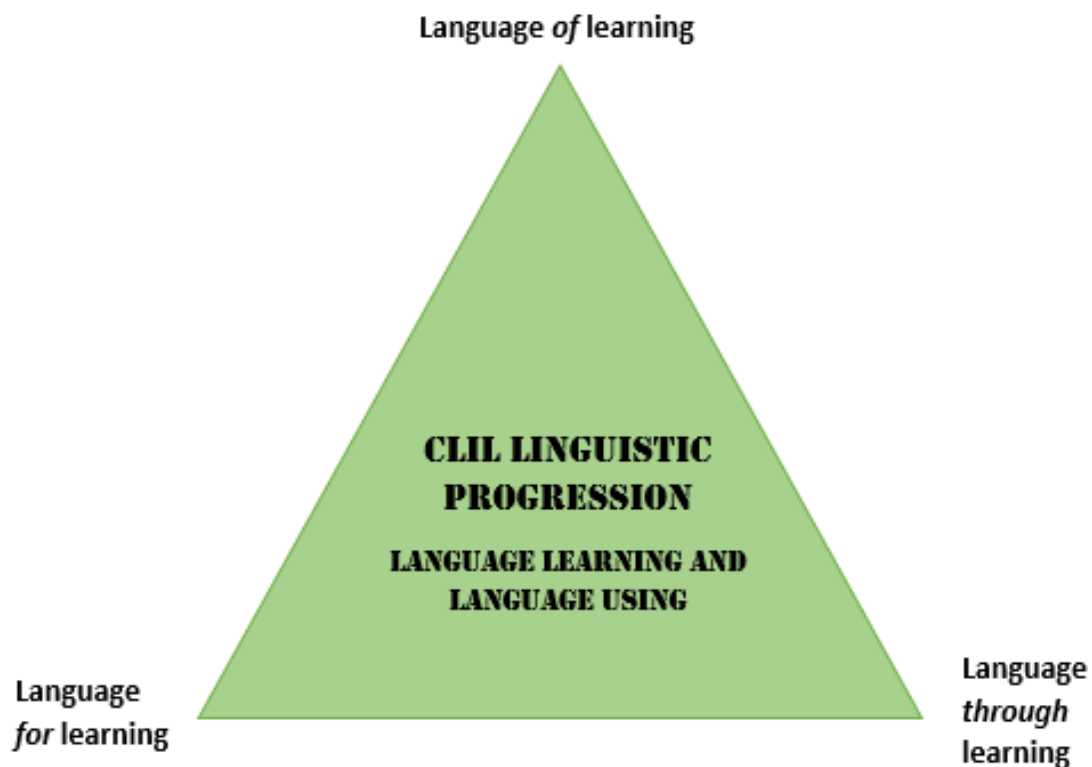 Language of learning
CLIL LINGUISTIC
PROGRESSION
LANGUAGE LEARNING AND
LANGUAGE USING
Language
for learning
Language
through
learning